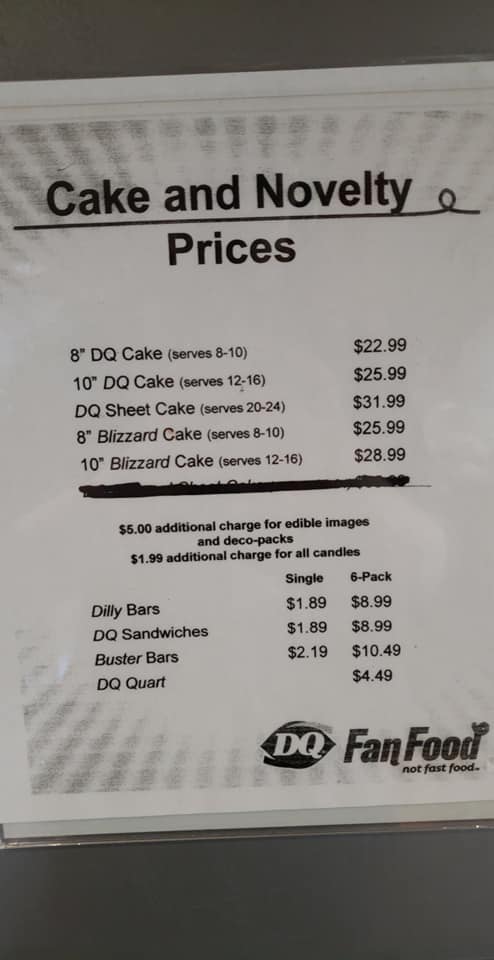 Cake and Novelty
Prices
8" DQ Cake (serves 8-10) $22.99
10" DQ Cake (serves 12-16) $25.99
DQ Sheet Cake (serves 20-24) $31.99
8" Blizzard Cake (serves 8-10) $25.99
10" Blizzard Cake (serves 12-16) $28.99
$5.00 additional charge for edible images
and deco-packs
$1.99 additional charge for all candles
Single 6-Pack
Dilly Bars $1.89 $8.99
DQ Sandwiches $1.89 $8.99
Buster Bars $2.19 $10.49
DQ Quart $4.49
DQ Fan Food
not fast food.